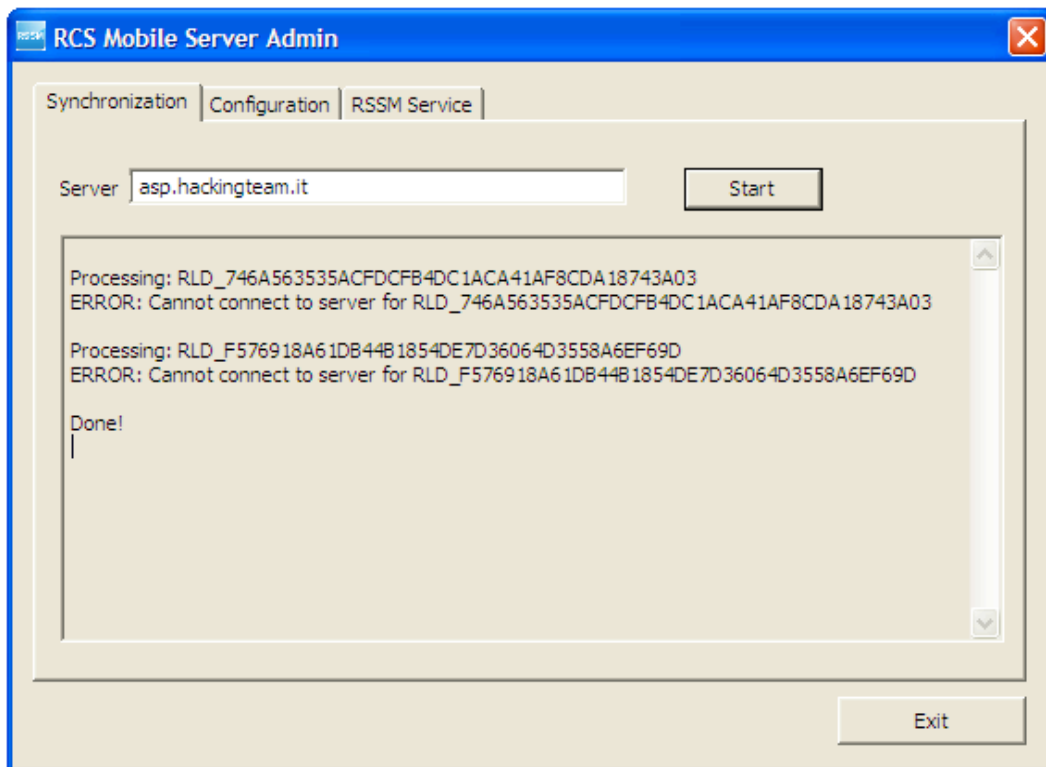 RSSM RCS Mobile Server Admin
Synchronization Configuration RSSM Service
Server asp.hackingteam.it Start
Processing: RLD_746A563535ACFDCFB4DC1ACA41AF8CDA18743A03
ERROR: Cannot connect to server for RLD_746A563535ACFDCFB4DC1ACA41AF8CDA18743A03
Processing: RLD_F576918A61DB44B1854DE7D36064D3558A6EF69D
ERROR: Cannot connect to server for RLD_F576918A61DB44B1854DE7D36064D3558A6EF69D
Done!
Exit